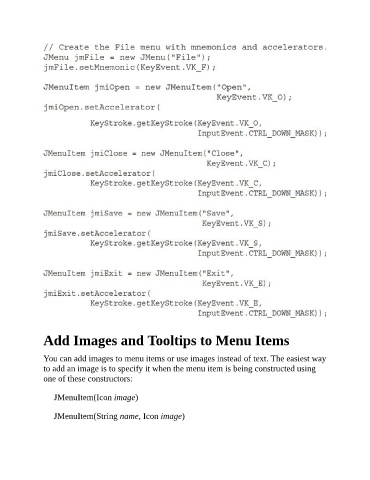 // Create the File menu with mnemonics and accelerators.
JMenu jmFile = new JMenu("File");
jmFile.setMnemonic(KeyEvent.VK_F);
JMenuItem jmiOpen = new JMenuItem("Open",
KeyEvent.VK_O);
jmiOpen.setAccelerator(
KeyStroke.getKeyStroke(KeyEvent.VK_O,
InputEvent.CTRL_DOWN_MASK));
JMenuItem jmiClose = new JMenuItem("Close",
KeyEvent.VK_C);
jmiClose.setAccelerator(
KeyStroke.getKeyStroke(KeyEvent.VK_C,
InputEvent.CTRL_DOWN_MASK));
JMenuItem jmiSave = new JMenuItem("Save",
KeyEvent.VK_S);
jmiSave.setAccelerator(
KeyStroke.getKeyStroke(KeyEvent.VK_S,
InputEvent.CTRL_DOWN_MASK));
JMenuItem jmiExit = new JMenuItem("Exit",
KeyEvent.VK_E);
jmiExit.setAccelerator(
KeyStroke.getKeyStroke(KeyEvent.VK_E,
InputEvent.CTRL_DOWN_MASK));
Add Images and Tooltips to Menu Items
You can add images to menu items or use images instead of text. The easiest way
to add an image is to specify it when the menu item is being constructed using
one of these constructors:
JMenuItem(Icon image)
JMenuItem(String name, Icon image)